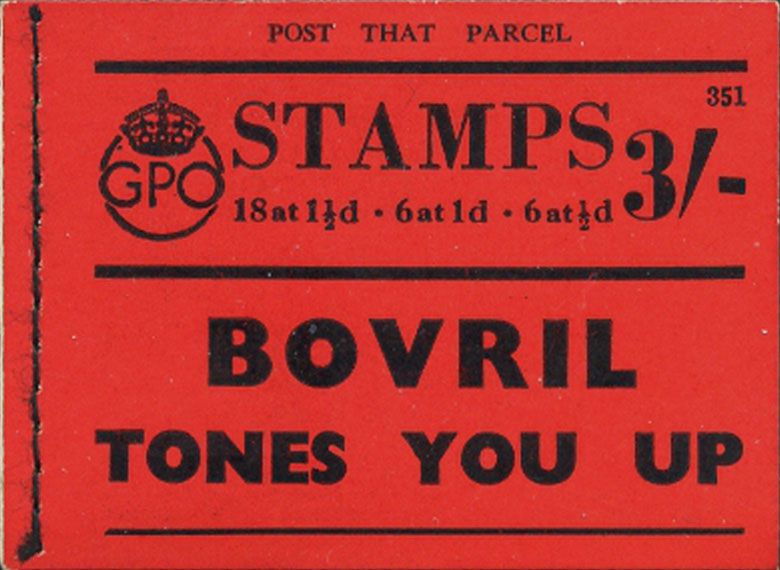 POST THAT PARCEL
351
GPO
STAMPS 3/-
18 at 1½d · 6 at 1d · 6 at ½d
BOVRIL
TONES YOU UP